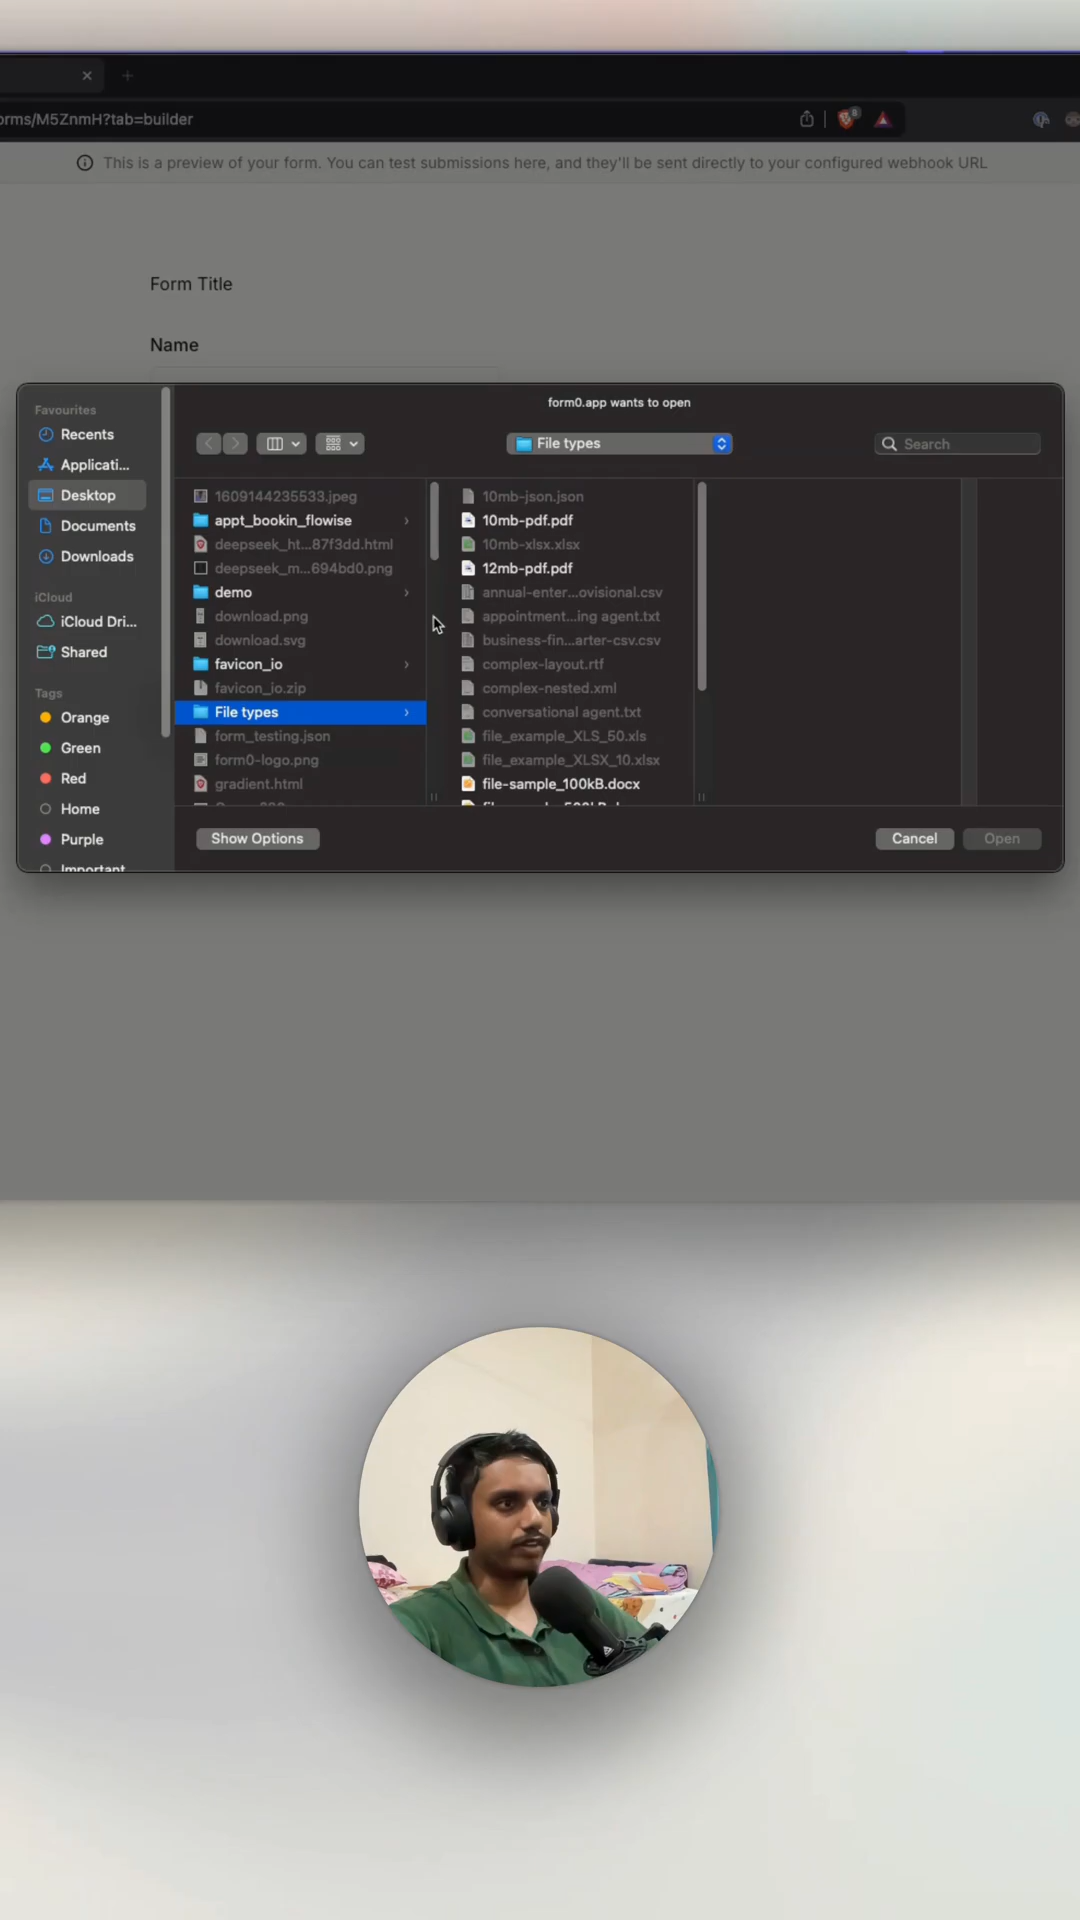 orms/M5ZnmH?tab=builder
8
This is a preview of your form. You can test submissions here, and they'll be sent directly to your configured webhook URL
Form Title
Name
form0.app wants to open
Favourites
Recents
Applicati...
Desktop
Documents
Downloads
iCloud
iCloud Dri...
Shared
Tags
Orange
Green
Red
Home
Purple
Important
File types
Search
1609144235533.jpeg
appt_bookin_flowise
deepseek_ht...87f3dd.html
deepseek_m...694bd0.png
demo
download.png
download.svg
favicon_io
favicon_io.zip
File types
form_testing.json
form0-logo.png
gradient.html
10mb-json.json
10mb-pdf.pdf
10mb-xlsx.xlsx
12mb-pdf.pdf
annual-enter...ovisional.csv
appointment...ing agent.txt
business-fin...arter-csv.csv
complex-layout.rtf
complex-nested.xml
conversational agent.txt
file_example_XLS_50.xls
file_example_XLSX_10.xlsx
file-sample_100kB.docx
Show Options
Cancel
Open